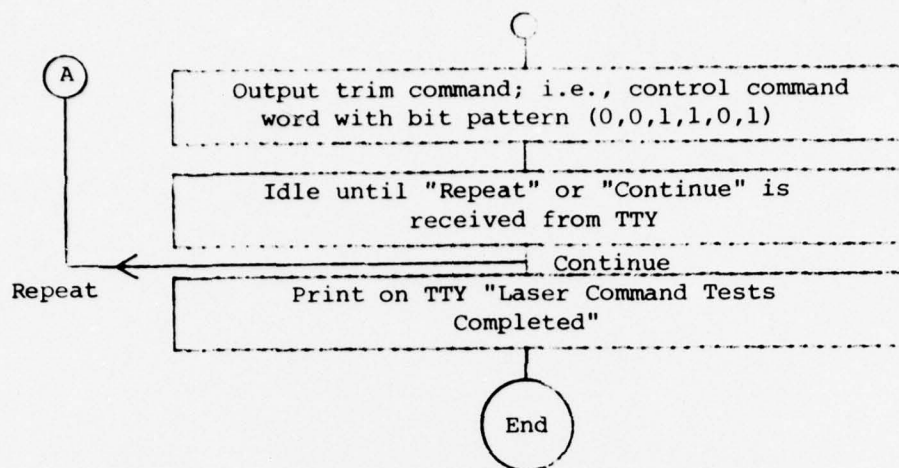 A
Output trim command; i.e., control command
word with bit pattern (0,0,1,1,0,1)
Idle until "Repeat" or "Continue" is
received from TTY
Continue
Repeat
Print on TTY "Laser Command Tests
Completed"
End